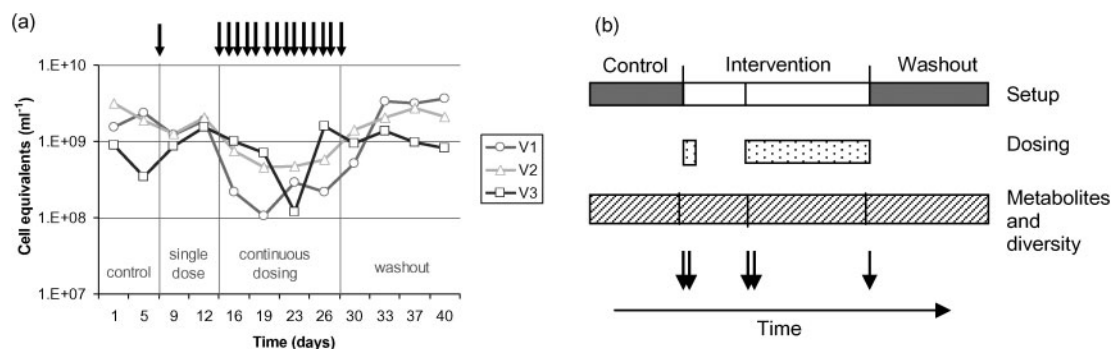 (a)
1.E+10
1.E+09
1.E+08
1.E+07
Cell equivalents (ml⁻¹)
control
single
dose
continuous
dosing
washout
1 5 9 12 16 19 23 26 30 33 37 40
Time (days)
V1
V2
V3
(b)
Control Intervention Washout
Setup
Dosing
Metabolites
and
diversity
Time